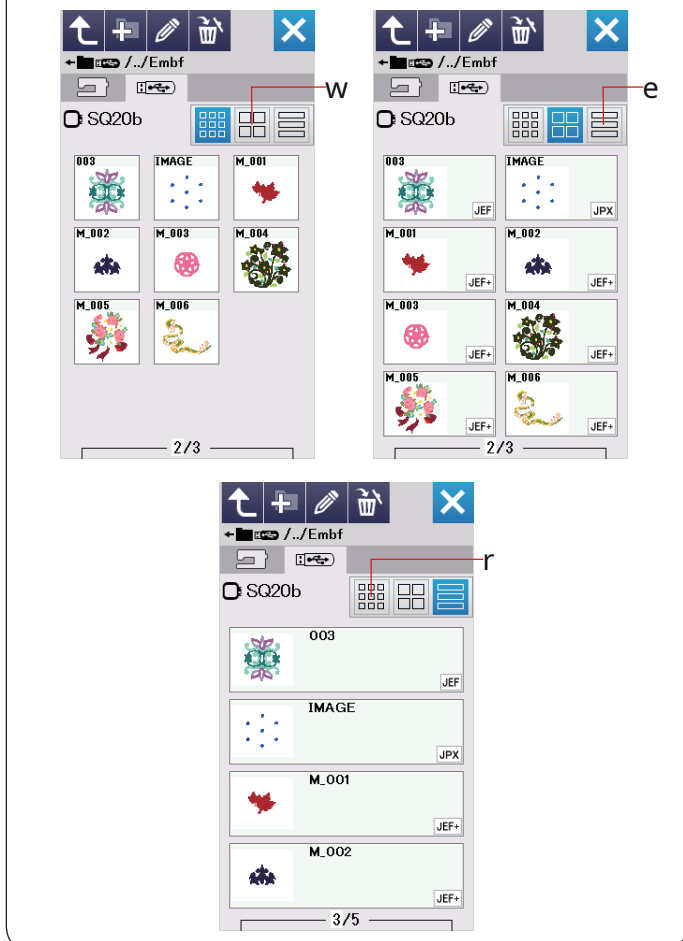 /../Embf
w
SQ20b
003 IMAGE M_001
M_002 M_003 M_004
M_005 M_006
2/3
/../Embf
e
SQ20b
003 IMAGE
JEF JPX
M_001 M_002
JEF+ JEF+
M_003 M_004
JEF+ JEF+
M_005 M_006
JEF+ JEF+
2/3
/../Embf
r
SQ20b
003
JEF
IMAGE
JPX
M_001
JEF+
M_002
JEF+
3/5